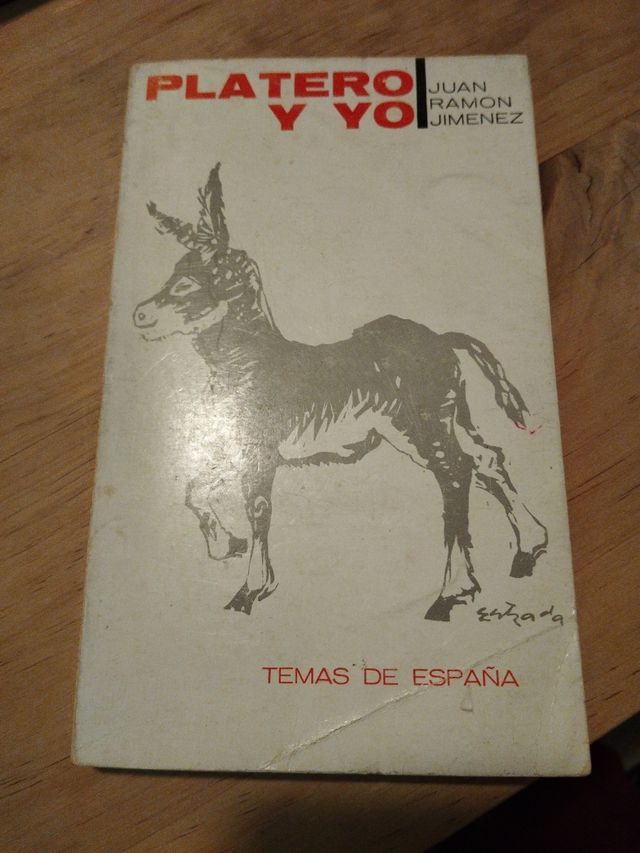 PLATERO
Y YO
JUAN
RAMON
JIMENEZ
Estrada
TEMAS DE ESPAÑA